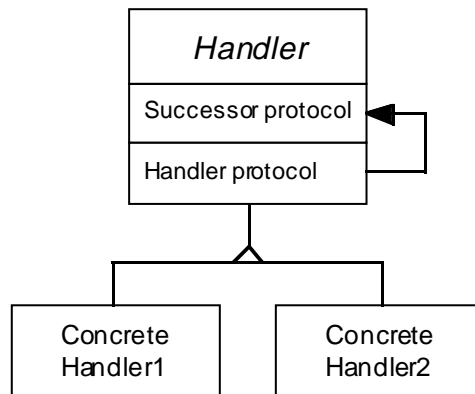 Handler
Successor protocol
Handler protocol
Concrete
Handler1
Concrete
Handler2